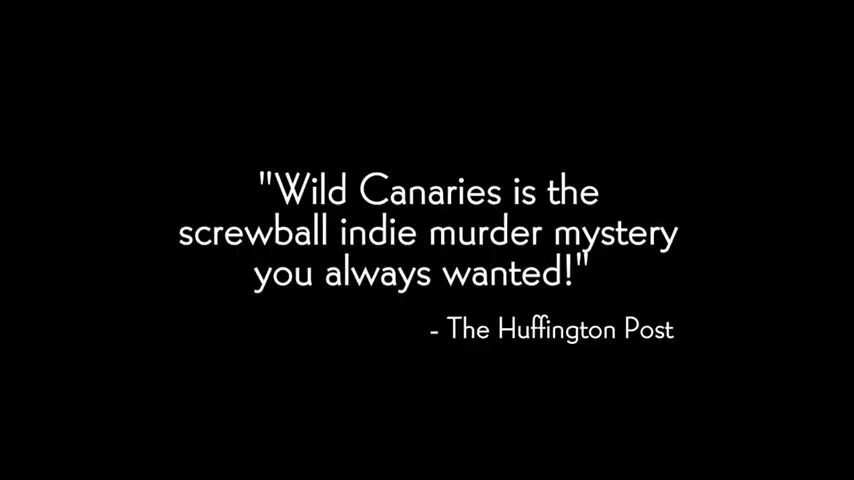 "Wild Canaries is the
screwball indie murder mystery
you always wanted!"
- The Huffington Post